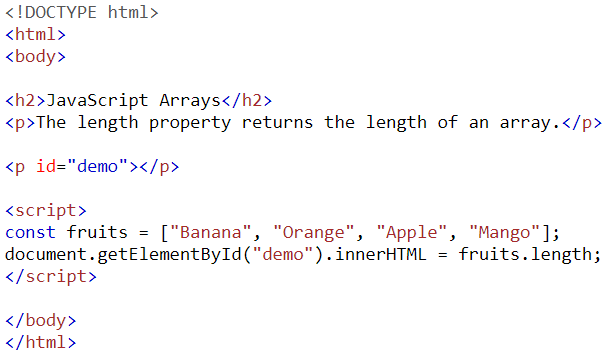 <!DOCTYPE html>
<html>
<body>
<h2>JavaScript Arrays</h2>
<p>The length property returns the length of an array.</p>
<p id="demo"></p>
<script>
const fruits = ["Banana", "Orange", "Apple", "Mango"];
document.getElementById("demo").innerHTML = fruits.length;
</script>
</body>
</html>